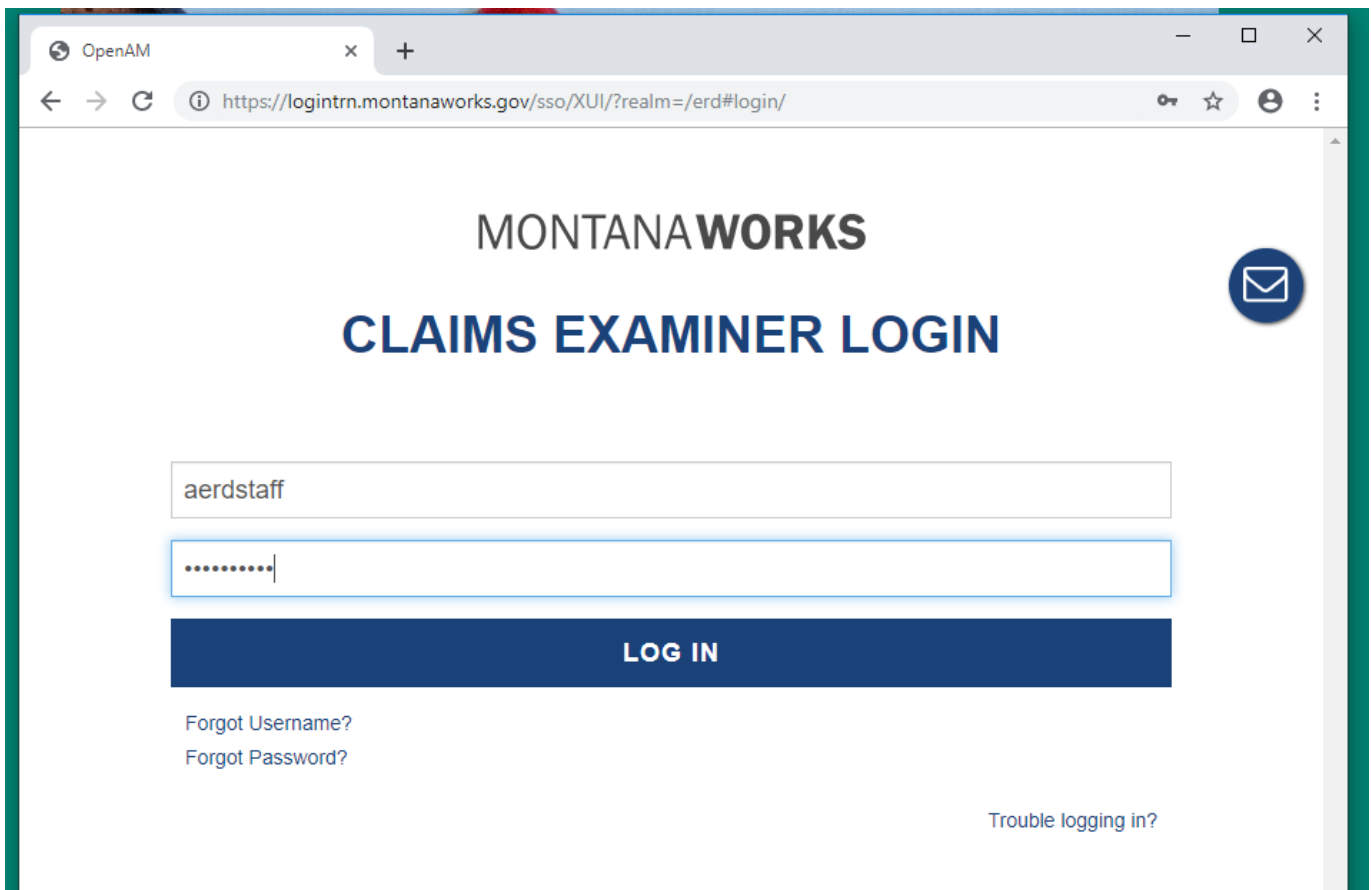 OpenAM
https://logintrn.montanaworks.gov/sso/XUI/?realm=/erd#login/
MONTANAWORKS
CLAIMS EXAMINER LOGIN
aerdstaff
••••••••••
LOG IN
Forgot Username?
Forgot Password?
Trouble logging in?